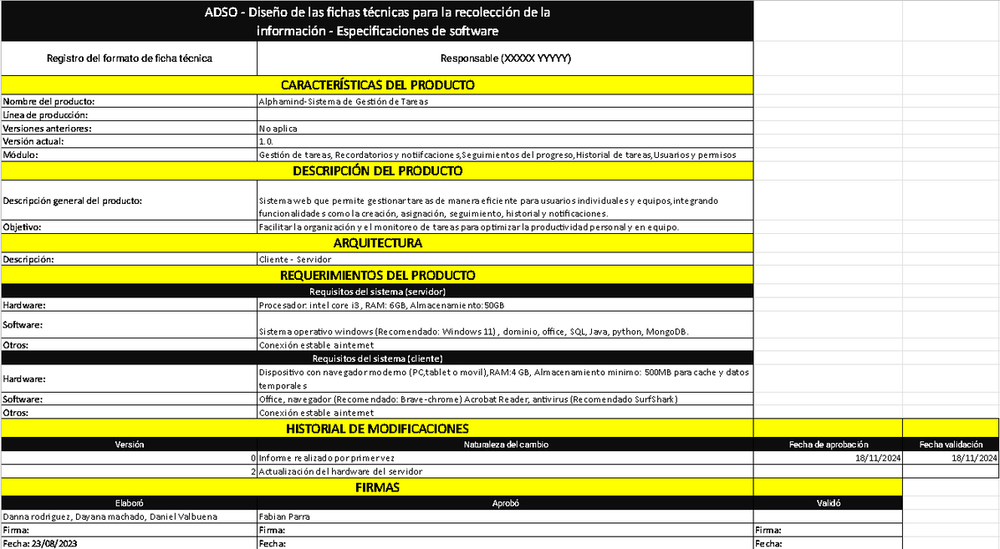 ADSO - Diseño de las fichas técnicas para la recolección de la
información - Especificaciones de software
Registro del formato de ficha técnica Responsable (XXXXX YYYYY)
CARACTERÍSTICAS DEL PRODUCTO
Nombre del producto: Alphamind-Sistema de Gestión de Tareas
Línea de producción:
Versiones anteriores: No aplica
Versión actual: 1.0.
Módulo: Gestión de tareas, Recordatorios y notiifcaciones,Seguimientos del progreso,Historial de tareas,Usuarios y permisos
DESCRIPCIÓN DEL PRODUCTO
Descripción general del producto: Sistema web que permite gestionar tareas de manera eficiente para usuarios individuales y equipos,integrando
funcionalidades como la creación, asignación, seguimiento, historial y notificaciones.
Objetivo: Facilitar la organización y el monitoreo de tareas para optimizar la productividad personal y en equipo.
ARQUITECTURA
Descripción: Cliente - Servidor
REQUERIMIENTOS DEL PRODUCTO
Requisitos del sistema (servidor)
Hardware: Procesador: intel core i3, RAM: 6GB, Almacenamiento:50GB
Software: Sistema operativo windows (Recomendado: Windows 11) , dominio, office, SQL, Java, python, MongoDB.
Otros: Conexión estable a internet
Requisitos del sistema (cliente)
Hardware: Dispositivo con navegador moderno (PC,tablet o movil),RAM:4 GB, Almacenamiento minimo: 500MB para cache y datos
temporales
Software: Office, navegador (Recomendado: Brave-chrome) Acrobat Reader, antivirus (Recomendado SurfShark)
Otros: Conexión estable a internet
HISTORIAL DE MODIFICACIONES
Versión Naturaleza del cambio Fecha de aprobación Fecha validación
0 Informe realizado por primer vez 18/11/2024 18/11/2024
2 Actualización del hardware del servidor
FIRMAS
Elaboró Aprobó Validó
Danna rodriguez, Dayana machado, Daniel Valbuena Fabian Parra
Firma: Firma: Firma:
Fecha: 23/08/2023 Fecha: Fecha: